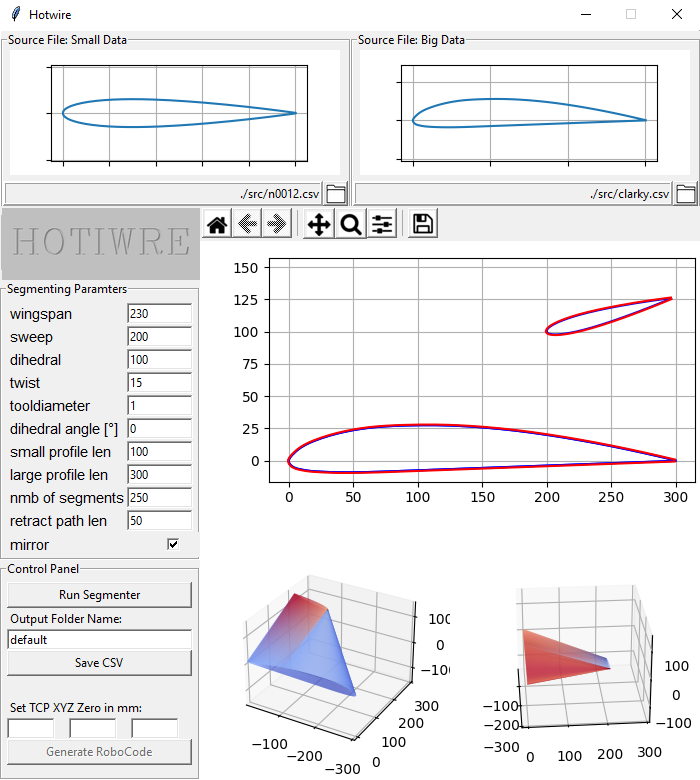 Hotwire
Source File: Small Data
Source File: Big Data
./src/n0012.csv
./src/clarky.csv
HOTIWRE
Segmenting Paramters
wingspan 230
sweep 200
dihedral 100
twist 15
tooldiameter 1
dihedral angle [°] 0
small profile len 100
large profile len 300
nmb of segments 250
retract path len 50
mirror
Control Panel
Run Segmenter
Output Folder Name:
default
Save CSV
Set TCP XYZ Zero in mm:
Generate RoboCode
150
125
100
75
50
25
0
0 50 100 150 200 250 300
100
0
−100
−100
−200
−300
0
100
200
300
100
0
−100
−100
−200
−300
0 100 200 300